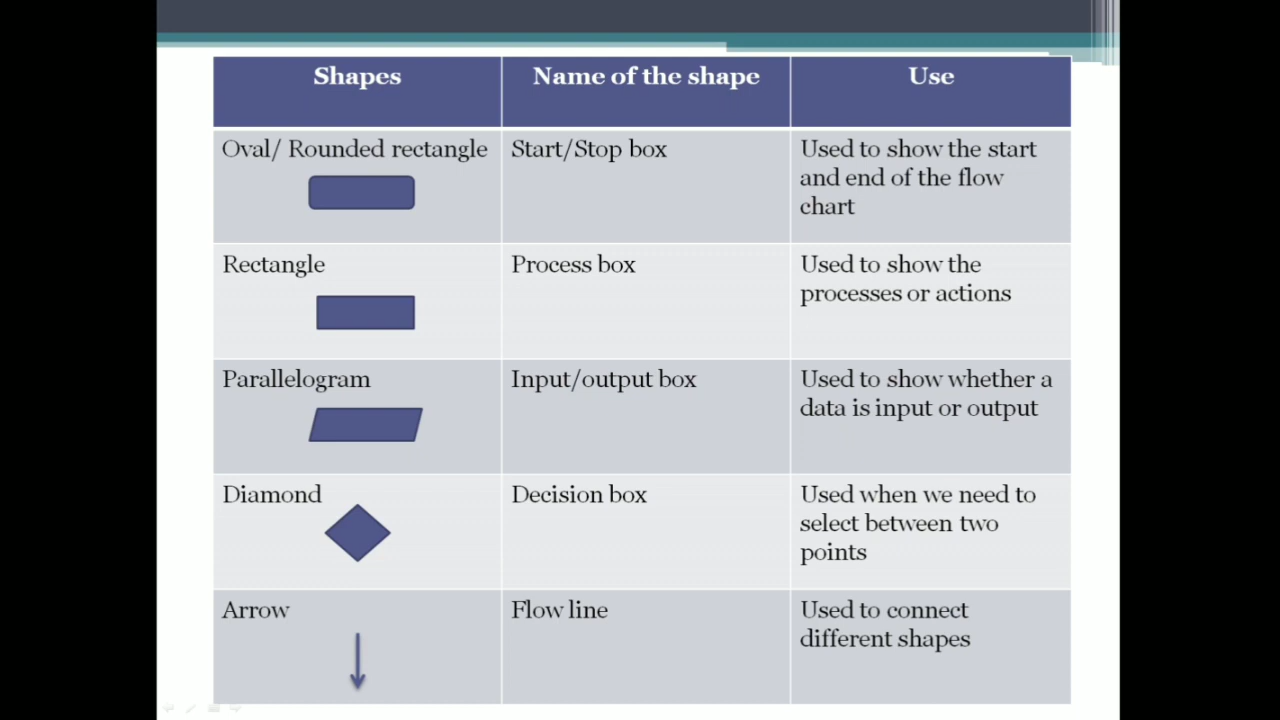 Shapes
Name of the shape
Use
Oval/ Rounded rectangle
Start/Stop box
Used to show the start
and end of the flow
chart
Rectangle
Process box
Used to show the
processes or actions
Parallelogram
Input/output box
Used to show whether a
data is input or output
Diamond
Decision box
Used when we need to
select between two
points
Arrow
Flow line
Used to connect
different shapes